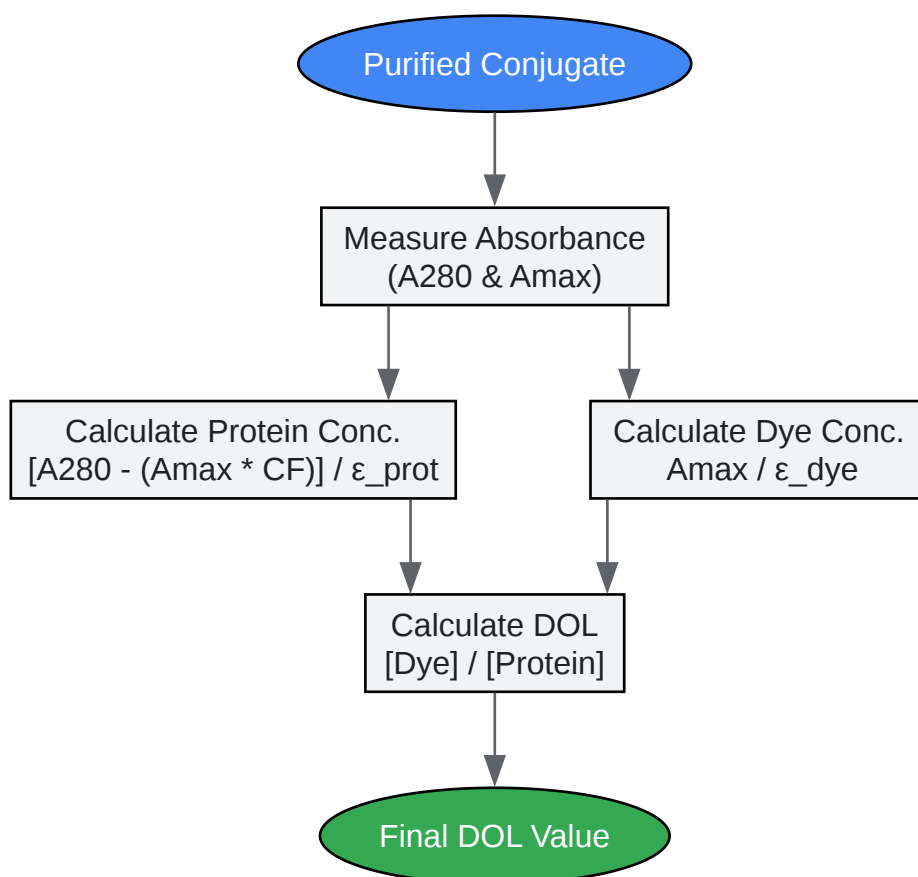 Purified Conjugate
Measure Absorbance
(A280 & Amax)
Calculate Protein Conc.
[A280 - (Amax * CF)] / ε_prot
Calculate Dye Conc.
Amax / ε_dye
Calculate DOL
[Dye] / [Protein]
Final DOL Value